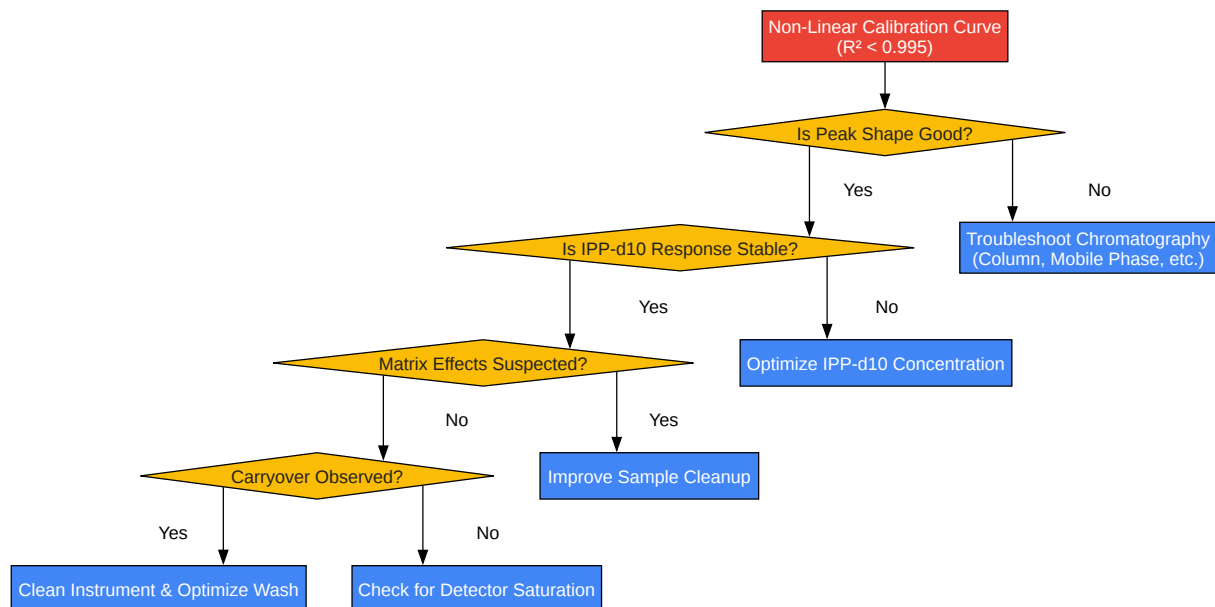 Non-Linear Calibration Curve
(R² < 0.995)
Is Peak Shape Good?
Yes
No
Troubleshoot Chromatography
(Column, Mobile Phase, etc.)
Is IPP-d10 Response Stable?
Yes
No
Optimize IPP-d10 Concentration
Matrix Effects Suspected?
No
Yes
Improve Sample Cleanup
Carryover Observed?
Yes
No
Clean Instrument & Optimize Wash
Check for Detector Saturation